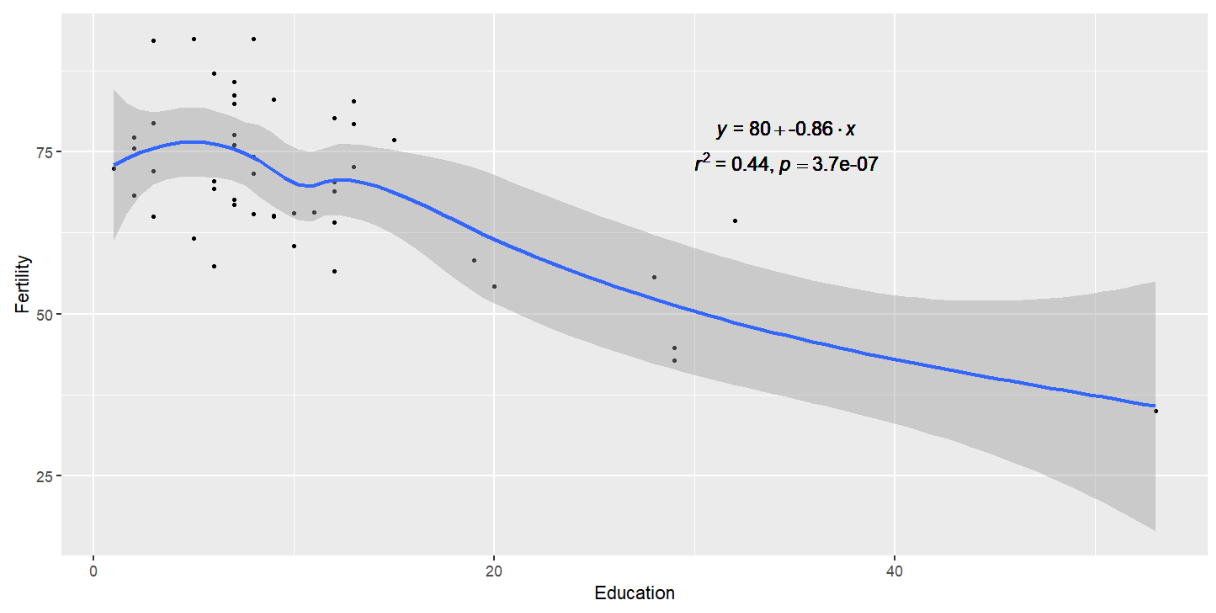 y = 80 + -0.86 · x
r² = 0.44, p = 3.7e-07
75
50
25
Fertility
0
20
40
Education